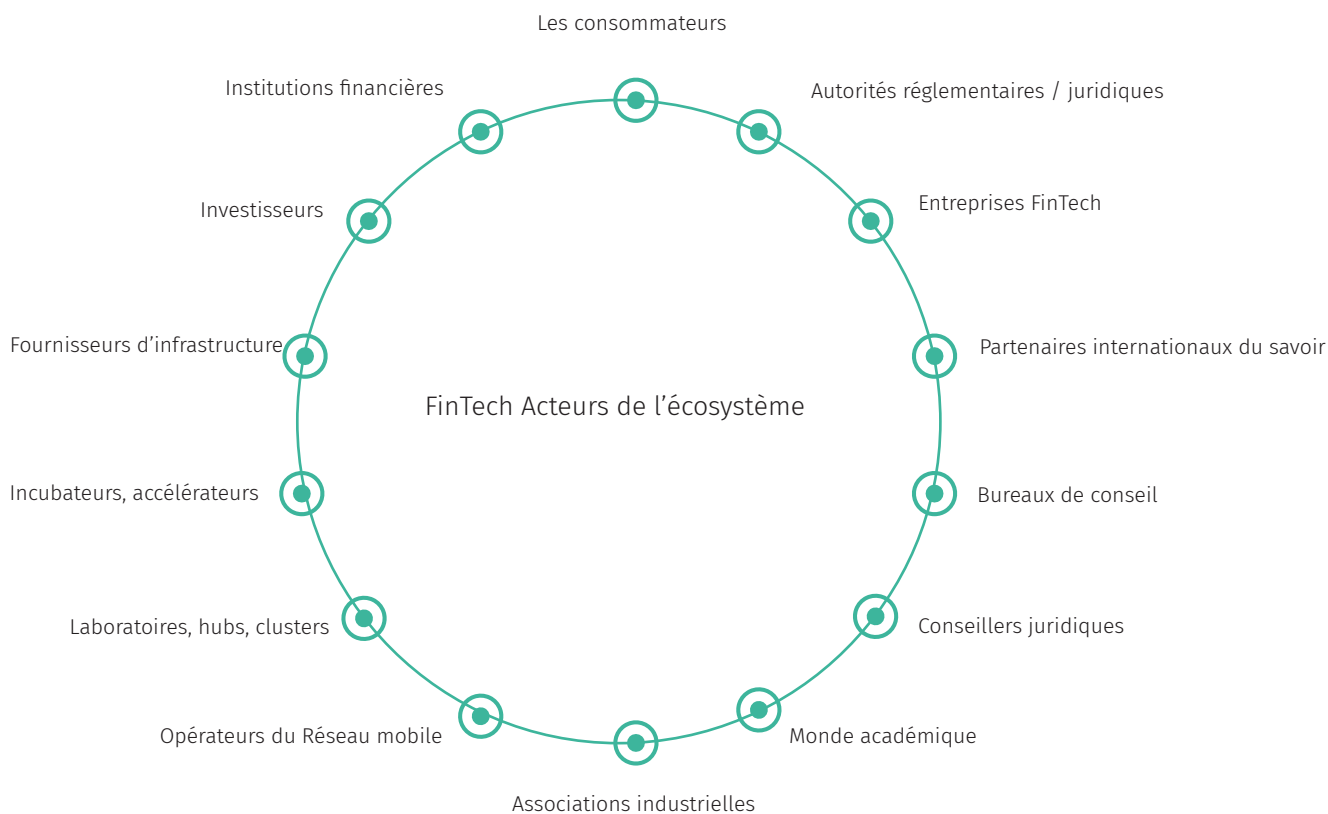 Les consommateurs
Institutions financières
Autorités réglementaires / juridiques
Investisseurs
Entreprises FinTech
Fournisseurs d’infrastructure
Partenaires internationaux du savoir
FinTech Acteurs de l’écosystème
Incubateurs, accélérateurs
Bureaux de conseil
Laboratoires, hubs, clusters
Conseillers juridiques
Opérateurs du Réseau mobile
Monde académique
Associations industrielles